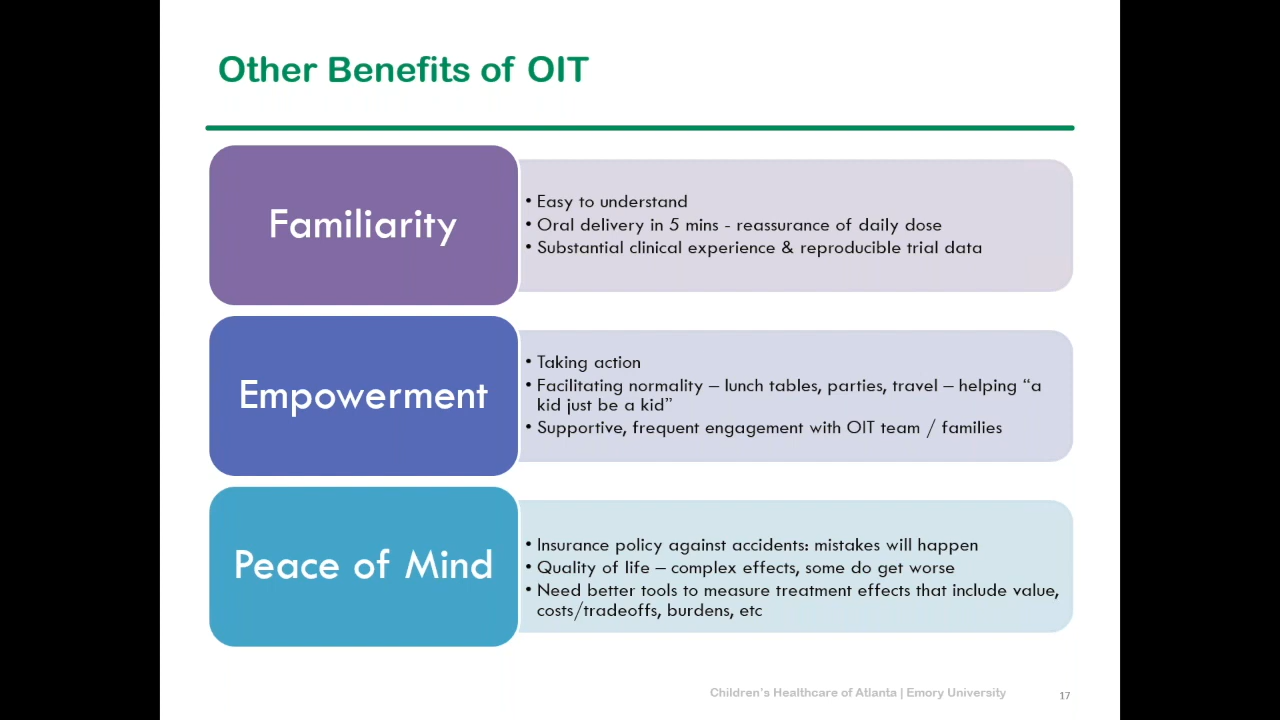 Other Benefits of OIT
Familiarity
• Easy to understand
• Oral delivery in 5 mins - reassurance of daily dose
• Substantial clinical experience & reproducible trial data
Empowerment
• Taking action
• Facilitating normality – lunch tables, parties, travel – helping “a
kid just be a kid”
• Supportive, frequent engagement with OIT team / families
Peace of Mind
• Insurance policy against accidents: mistakes will happen
• Quality of life – complex effects, some do get worse
• Need better tools to measure treatment effects that include value,
costs/tradeoffs, burdens, etc
Children’s Healthcare of Atlanta | Emory University
17